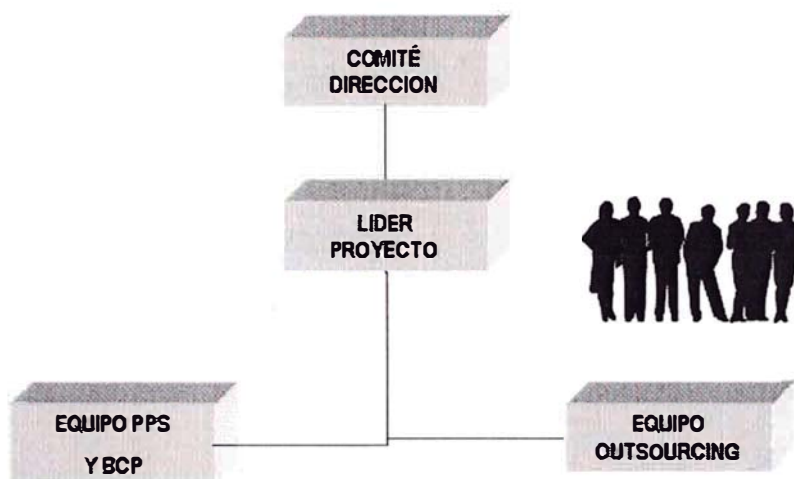 COMITÉ
DIRECCION
LIDER
PROYECTO
EQUIPO PPS
Y BCP
EQUIPO
OUTSOURCING